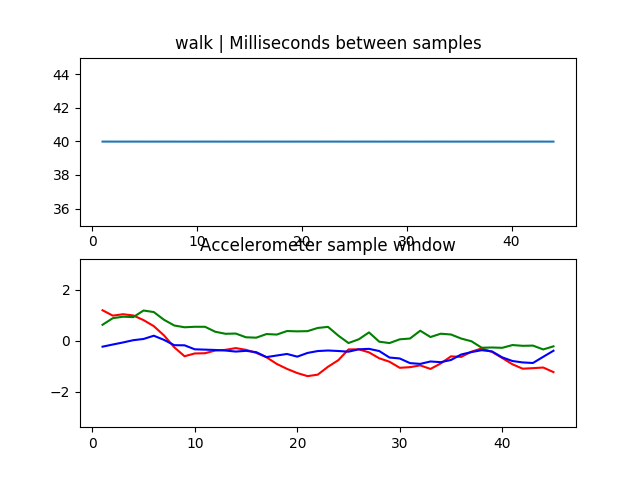 walk | Milliseconds between samples
44
42
40
38
36
0 10 20 30 40
Accelerometer sample window
2
0
−2
0 10 20 30 40